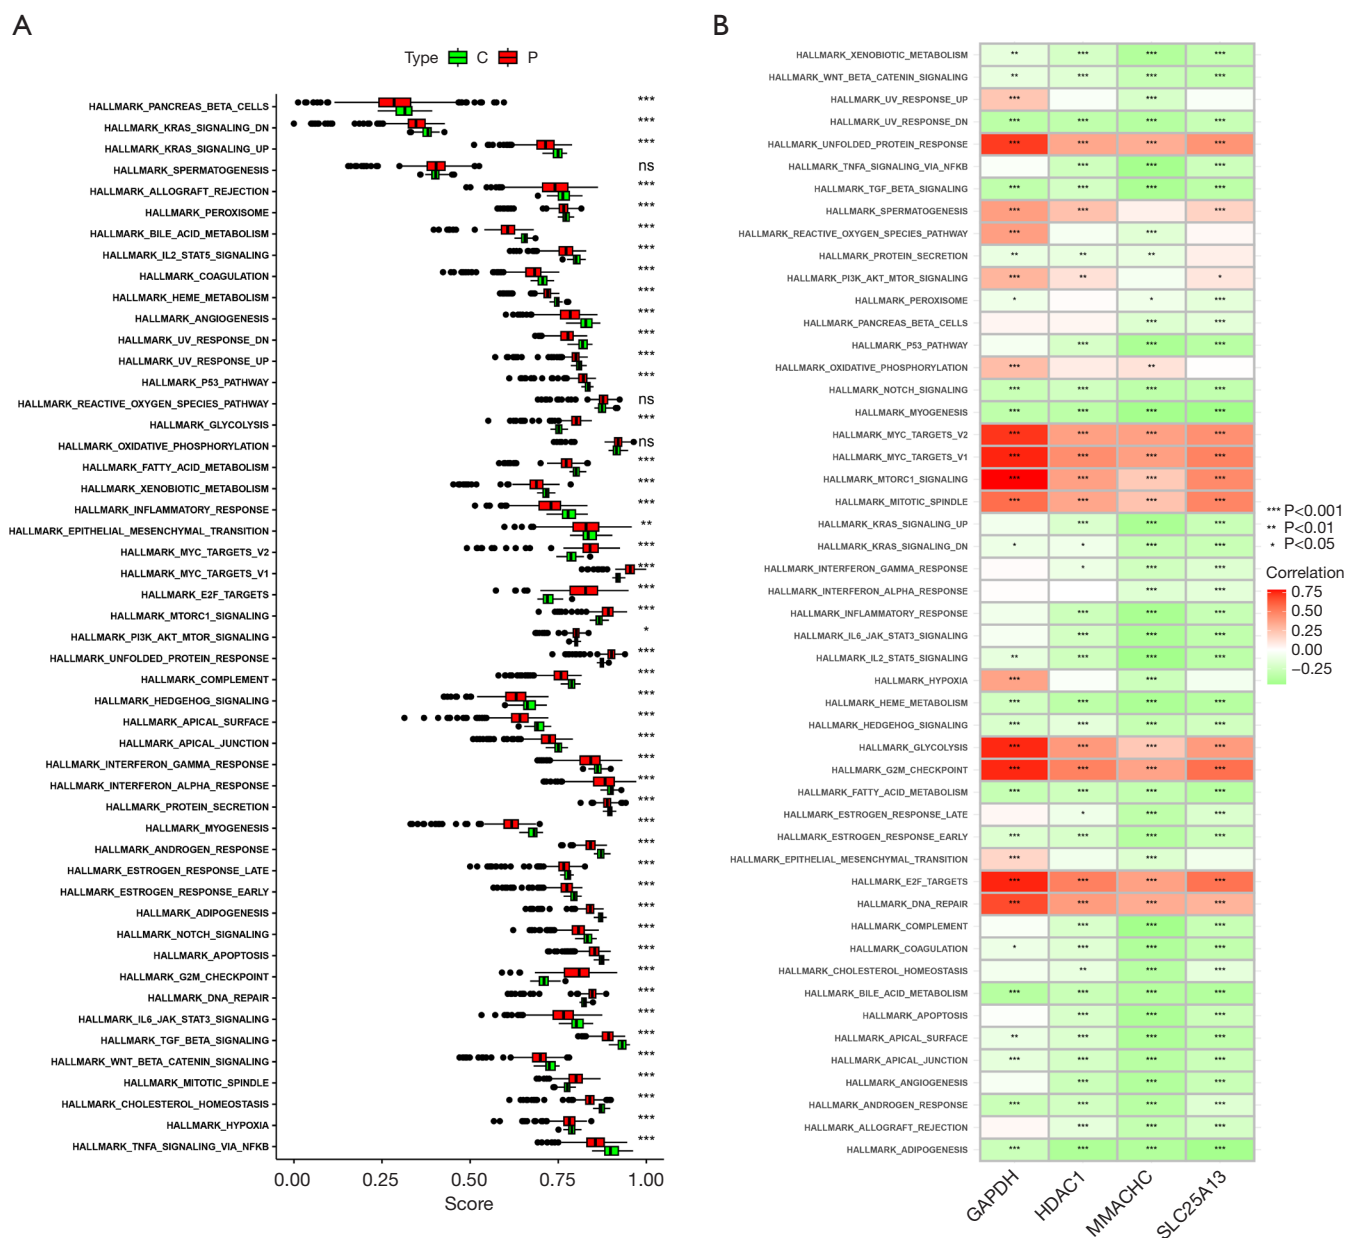 A
Type C P
HALLMARK_PANCREAS_BETA_CELLS ***
HALLMARK_KRAS_SIGNALING_DN ***
HALLMARK_KRAS_SIGNALING_UP ***
HALLMARK_SPERMATOGENESIS ns
HALLMARK_ALLOGRAFT_REJECTION ***
HALLMARK_PEROXISOME ***
HALLMARK_BILE_ACID_METABOLISM ***
HALLMARK_IL2_STAT5_SIGNALING ***
HALLMARK_COAGULATION ***
HALLMARK_HEME_METABOLISM ***
HALLMARK_ANGIOGENESIS ***
HALLMARK_UV_RESPONSE_DN ***
HALLMARK_UV_RESPONSE_UP ***
HALLMARK_P53_PATHWAY ***
HALLMARK_REACTIVE_OXYGEN_SPECIES_PATHWAY ns
HALLMARK_GLYCOLYSIS ***
HALLMARK_OXIDATIVE_PHOSPHORYLATION ns
HALLMARK_FATTY_ACID_METABOLISM ***
HALLMARK_XENOBIOTIC_METABOLISM ***
HALLMARK_INFLAMMATORY_RESPONSE ***
HALLMARK_EPITHELIAL_MESENCHYMAL_TRANSITION **
HALLMARK_MYC_TARGETS_V2 ***
HALLMARK_MYC_TARGETS_V1 ***
HALLMARK_E2F_TARGETS ***
HALLMARK_MTORC1_SIGNALING ***
HALLMARK_PI3K_AKT_MTOR_SIGNALING *
HALLMARK_UNFOLDED_PROTEIN_RESPONSE ***
HALLMARK_COMPLEMENT ***
HALLMARK_HEDGEHOG_SIGNALING ***
HALLMARK_APICAL_SURFACE ***
HALLMARK_APICAL_JUNCTION ***
HALLMARK_INTERFERON_GAMMA_RESPONSE ***
HALLMARK_INTERFERON_ALPHA_RESPONSE ***
HALLMARK_PROTEIN_SECRETION ***
HALLMARK_MYOGENESIS ***
HALLMARK_ANDROGEN_RESPONSE ***
HALLMARK_ESTROGEN_RESPONSE_LATE ***
HALLMARK_ESTROGEN_RESPONSE_EARLY ***
HALLMARK_ADIPOGENESIS ***
HALLMARK_NOTCH_SIGNALING ***
HALLMARK_APOPTOSIS ***
HALLMARK_G2M_CHECKPOINT ***
HALLMARK_DNA_REPAIR ***
HALLMARK_IL6_JAK_STAT3_SIGNALING ***
HALLMARK_TGF_BETA_SIGNALING ***
HALLMARK_WNT_BETA_CATENIN_SIGNALING ***
HALLMARK_MITOTIC_SPINDLE ***
HALLMARK_CHOLESTEROL_HOMEOSTASIS ***
HALLMARK_HYPOXIA ***
HALLMARK_TNFA_SIGNALING_VIA_NFKB ***
0.00 0.25 0.50 0.75 1.00
Score
B
HALLMARK_XENOBIOTIC_METABOLISM ** *** *** ***
HALLMARK_WNT_BETA_CATENIN_SIGNALING ** *** *** ***
HALLMARK_UV_RESPONSE_UP *** ***
HALLMARK_UV_RESPONSE_DN *** *** *** ***
HALLMARK_UNFOLDED_PROTEIN_RESPONSE *** *** *** ***
HALLMARK_TNFA_SIGNALING_VIA_NFKB *** *** ***
HALLMARK_TGF_BETA_SIGNALING *** *** *** ***
HALLMARK_SPERMATOGENESIS *** *** ***
HALLMARK_REACTIVE_OXYGEN_SPECIES_PATHWAY *** ***
HALLMARK_PROTEIN_SECRETION ** ** **
HALLMARK_PI3K_AKT_MTOR_SIGNALING *** ** *
HALLMARK_PEROXISOME * * ***
HALLMARK_PANCREAS_BETA_CELLS *** ***
HALLMARK_P53_PATHWAY *** *** ***
HALLMARK_OXIDATIVE_PHOSPHORYLATION *** **
HALLMARK_NOTCH_SIGNALING *** *** *** ***
HALLMARK_MYOGENESIS *** *** *** ***
HALLMARK_MYC_TARGETS_V2 *** *** *** ***
HALLMARK_MYC_TARGETS_V1 *** *** *** ***
HALLMARK_MTORC1_SIGNALING *** *** *** ***
HALLMARK_MITOTIC_SPINDLE *** *** *** ***
HALLMARK_KRAS_SIGNALING_UP *** *** ***
HALLMARK_KRAS_SIGNALING_DN * * *** ***
HALLMARK_INTERFERON_GAMMA_RESPONSE * *** ***
HALLMARK_INTERFERON_ALPHA_RESPONSE *** ***
HALLMARK_INFLAMMATORY_RESPONSE *** *** ***
HALLMARK_IL6_JAK_STAT3_SIGNALING *** *** ***
HALLMARK_IL2_STAT5_SIGNALING ** *** *** ***
HALLMARK_HYPOXIA *** ***
HALLMARK_HEME_METABOLISM *** *** *** ***
HALLMARK_HEDGEHOG_SIGNALING *** *** *** ***
HALLMARK_GLYCOLYSIS *** *** *** ***
HALLMARK_G2M_CHECKPOINT *** *** *** ***
HALLMARK_FATTY_ACID_METABOLISM *** *** *** ***
HALLMARK_ESTROGEN_RESPONSE_LATE * *** ***
HALLMARK_ESTROGEN_RESPONSE_EARLY *** *** *** ***
HALLMARK_EPITHELIAL_MESENCHYMAL_TRANSITION *** ***
HALLMARK_E2F_TARGETS *** *** *** ***
HALLMARK_DNA_REPAIR *** *** *** ***
HALLMARK_COMPLEMENT *** *** ***
HALLMARK_COAGULATION * *** *** ***
HALLMARK_CHOLESTEROL_HOMEOSTASIS ** *** ***
HALLMARK_BILE_ACID_METABOLISM *** *** *** ***
HALLMARK_APOPTOSIS *** *** ***
HALLMARK_APICAL_SURFACE ** *** *** ***
HALLMARK_APICAL_JUNCTION *** *** *** ***
HALLMARK_ANGIOGENESIS *** *** ***
HALLMARK_ANDROGEN_RESPONSE *** *** *** ***
HALLMARK_ALLOGRAFT_REJECTION *** *** ***
HALLMARK_ADIPOGENESIS *** *** *** ***
GAPDH HDAC1 MMACHC SLC25A13
*** P<0.001
** P<0.01
* P<0.05
Correlation
0.75
0.50
0.25
0.00
−0.25